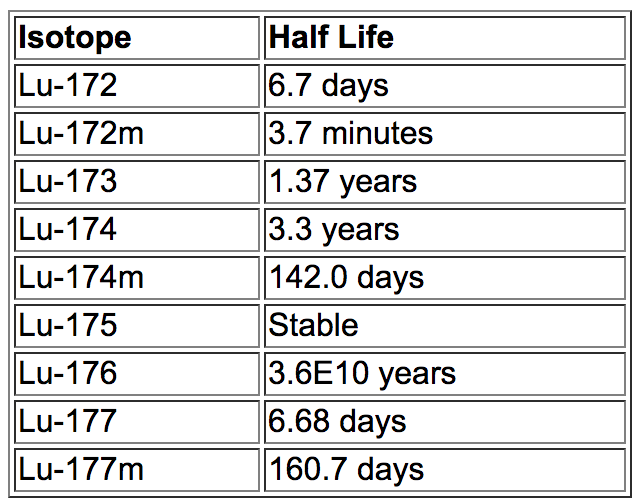 Isotope Half Life
Lu-172 6.7 days
Lu-172m 3.7 minutes
Lu-173 1.37 years
Lu-174 3.3 years
Lu-174m 142.0 days
Lu-175 Stable
Lu-176 3.6E10 years
Lu-177 6.68 days
Lu-177m 160.7 days